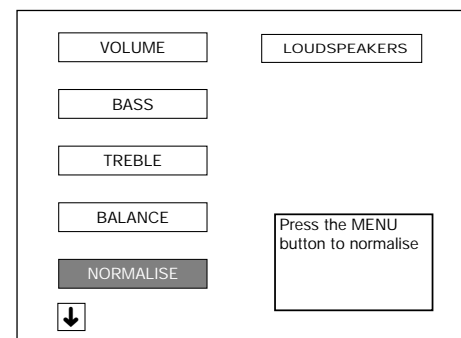 VOLUME
LOUDSPEAKERS
BASS
TREBLE
BALANCE
Press the MENU
button to normalise
NORMALISE